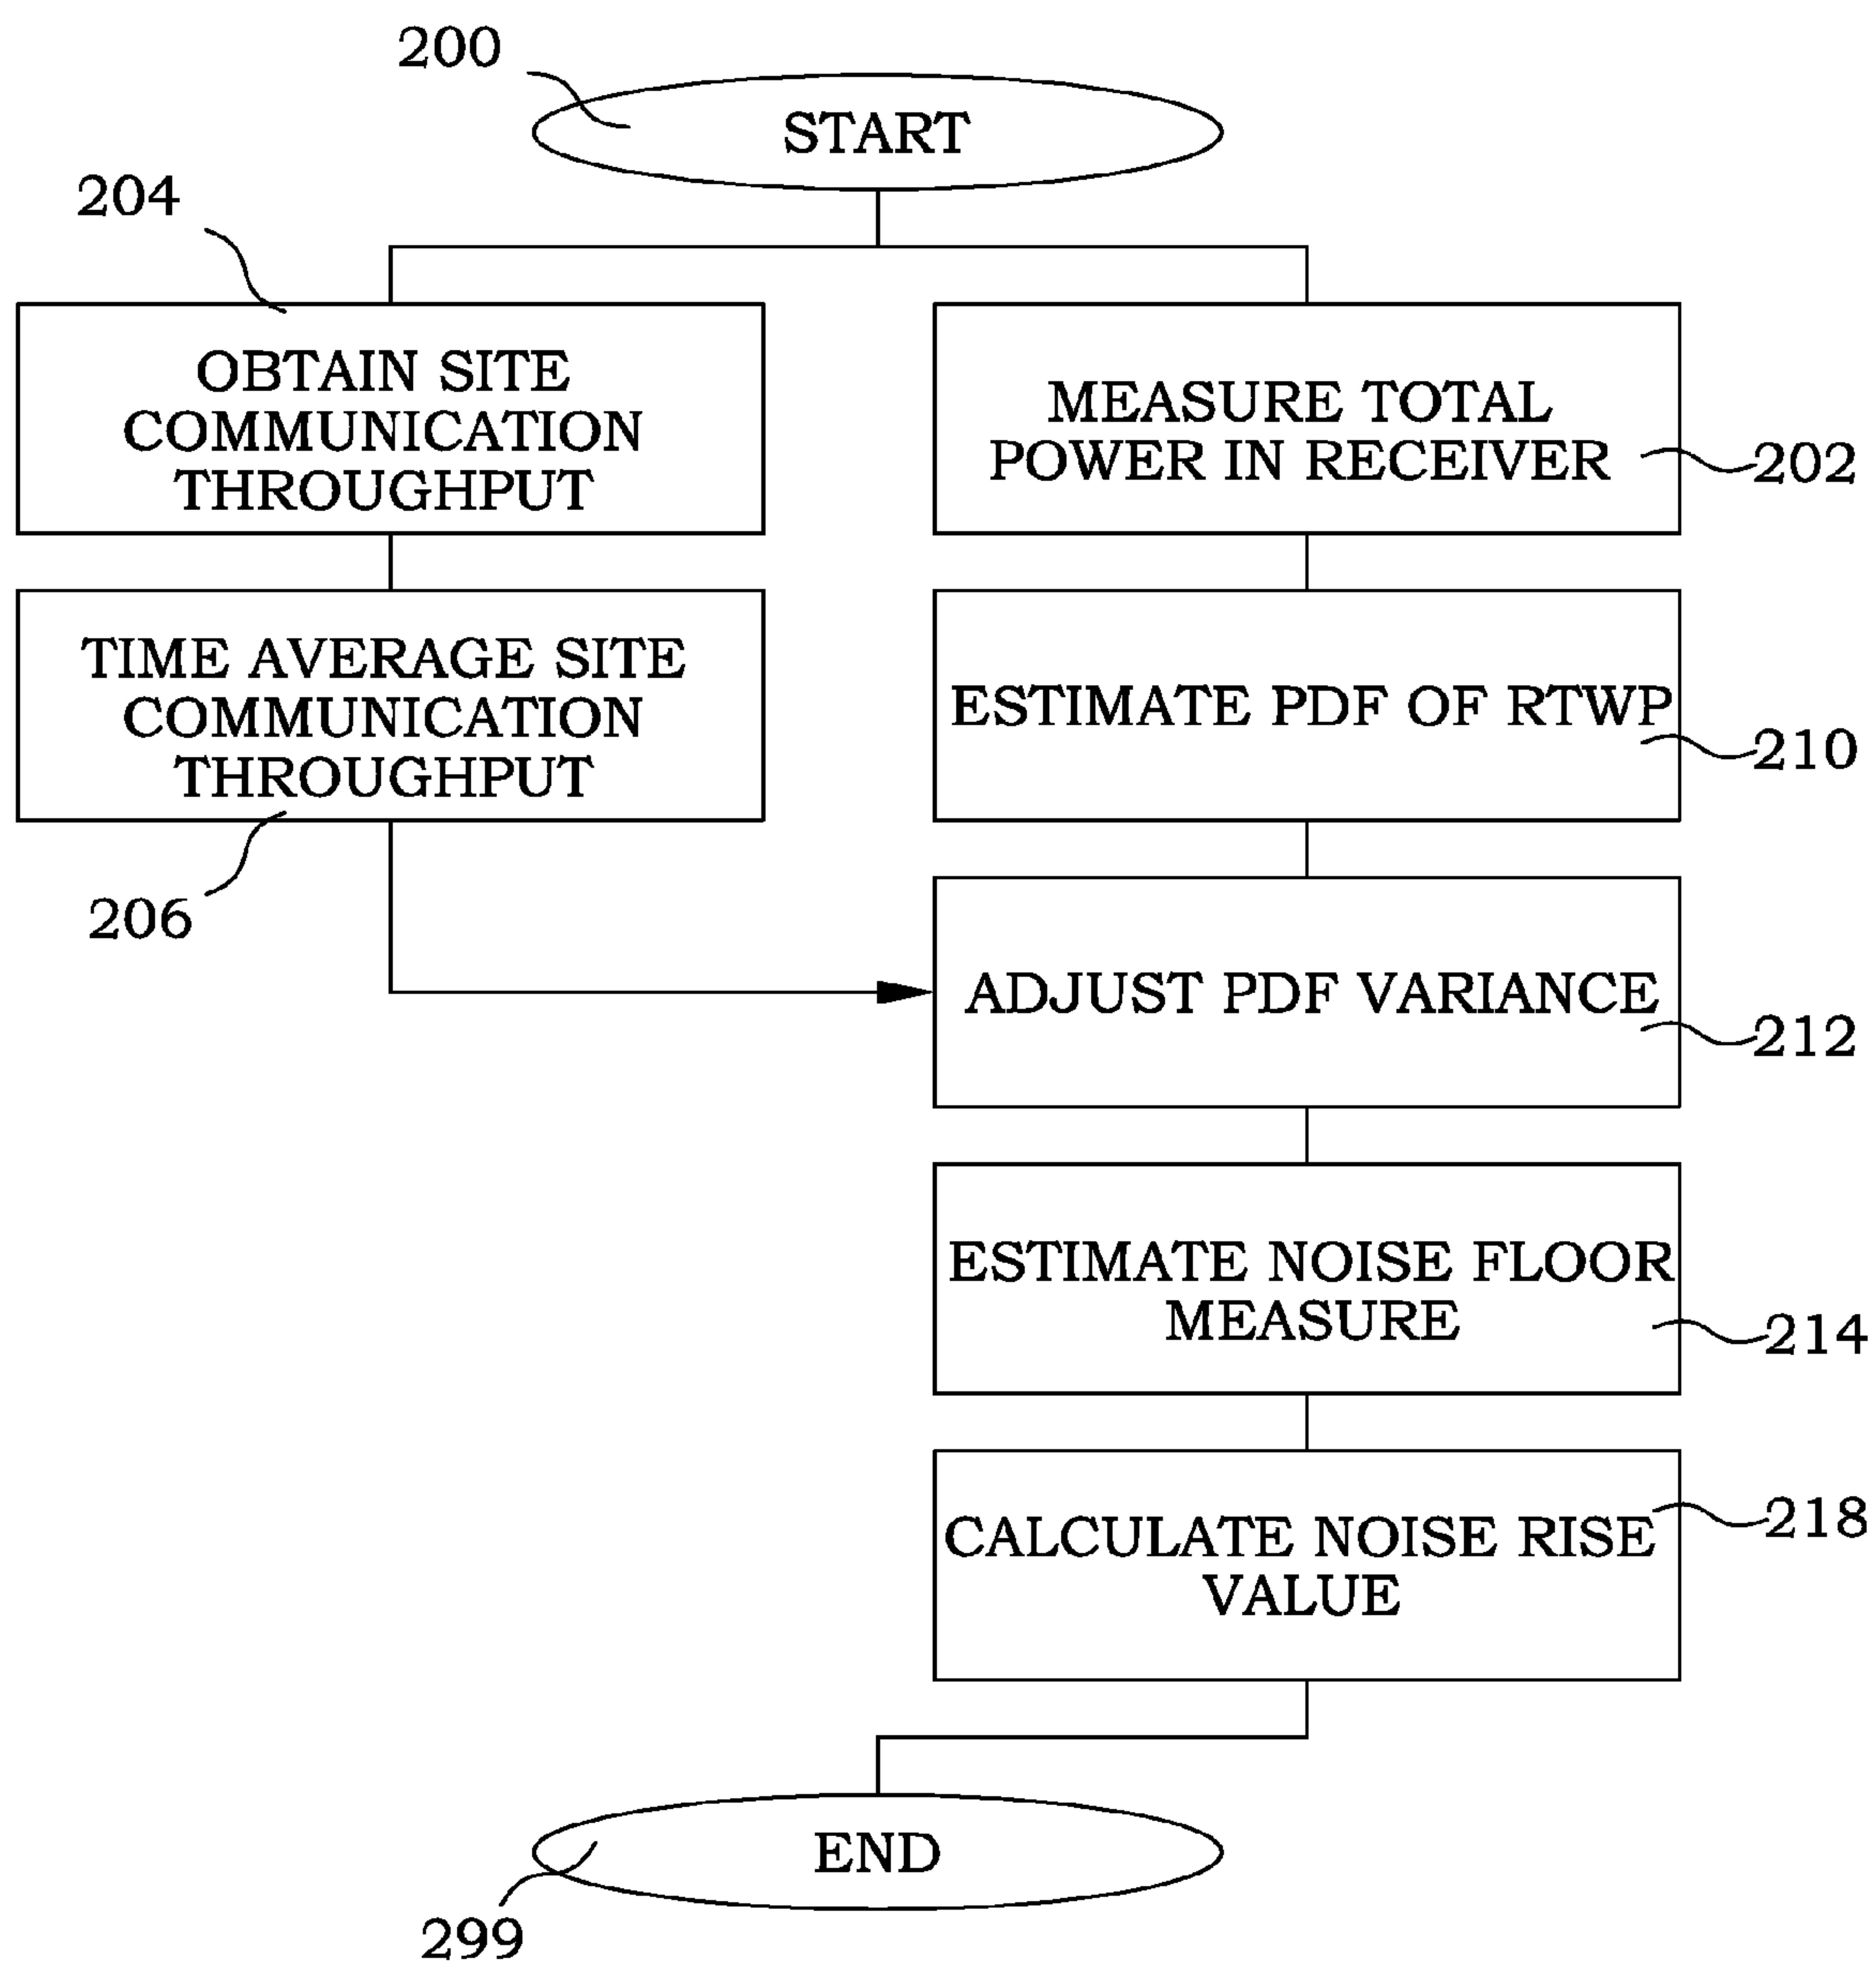 200
START
204
OBTAIN SITE
COMMUNICATION
THROUGHPUT
MEASURE TOTAL
POWER IN RECEIVER
202
TIME AVERAGE SITE
COMMUNICATION
THROUGHPUT
206
ESTIMATE PDF OF RTWP
210
ADJUST PDF VARIANCE
212
ESTIMATE NOISE FLOOR
MEASURE
214
CALCULATE NOISE RISE
VALUE
218
END
299